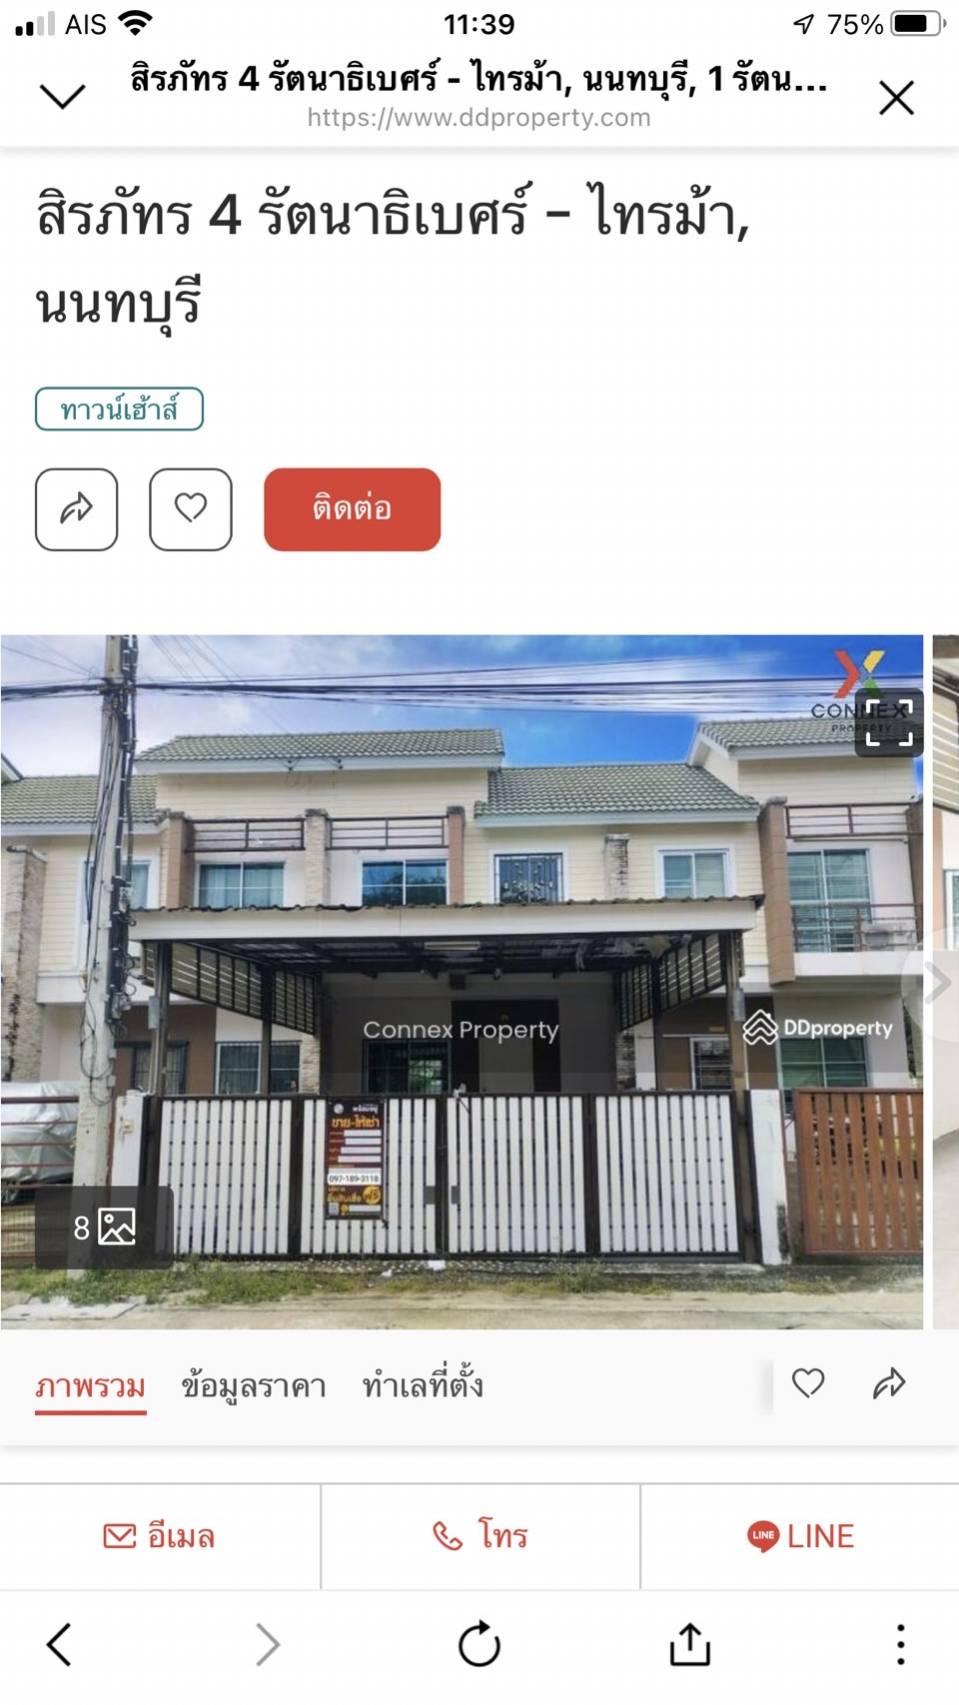 AIS 11:39 75%
สิรภัทร 4 รัตนาธิเบศร์ - ไทรม้า, นนทบุรี, 1 รัตน...
https://www.ddproperty.com
สิรภัทร 4 รัตนาธิเบศร์ - ไทรม้า,
นนทบุรี
ทาวน์เฮ้าส์
ติดต่อ
CONNEX
PROPERTY
Connex Property
DDproperty
ขาย-ให้เช่า
097-189-3118
ฟรี
8
ภาพรวม ข้อมูลราคา ทำเลที่ตั้ง
อีเมล โทร LINE LINE